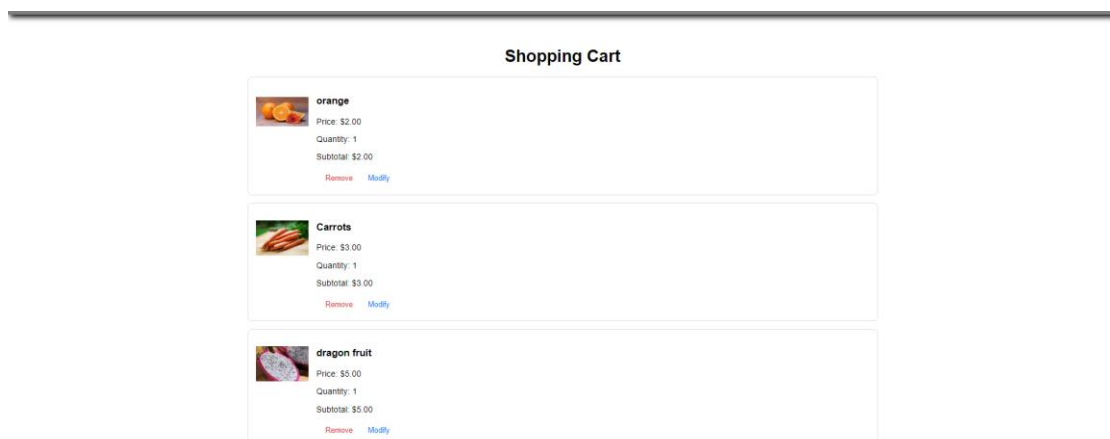 Shopping Cart
orange
Price: $2.00
Quantity: 1
Subtotal: $2.00
Remove Modify
Carrots
Price: $3.00
Quantity: 1
Subtotal: $3.00
Remove Modify
dragon fruit
Price: $5.00
Quantity: 1
Subtotal: $5.00
Remove Modify